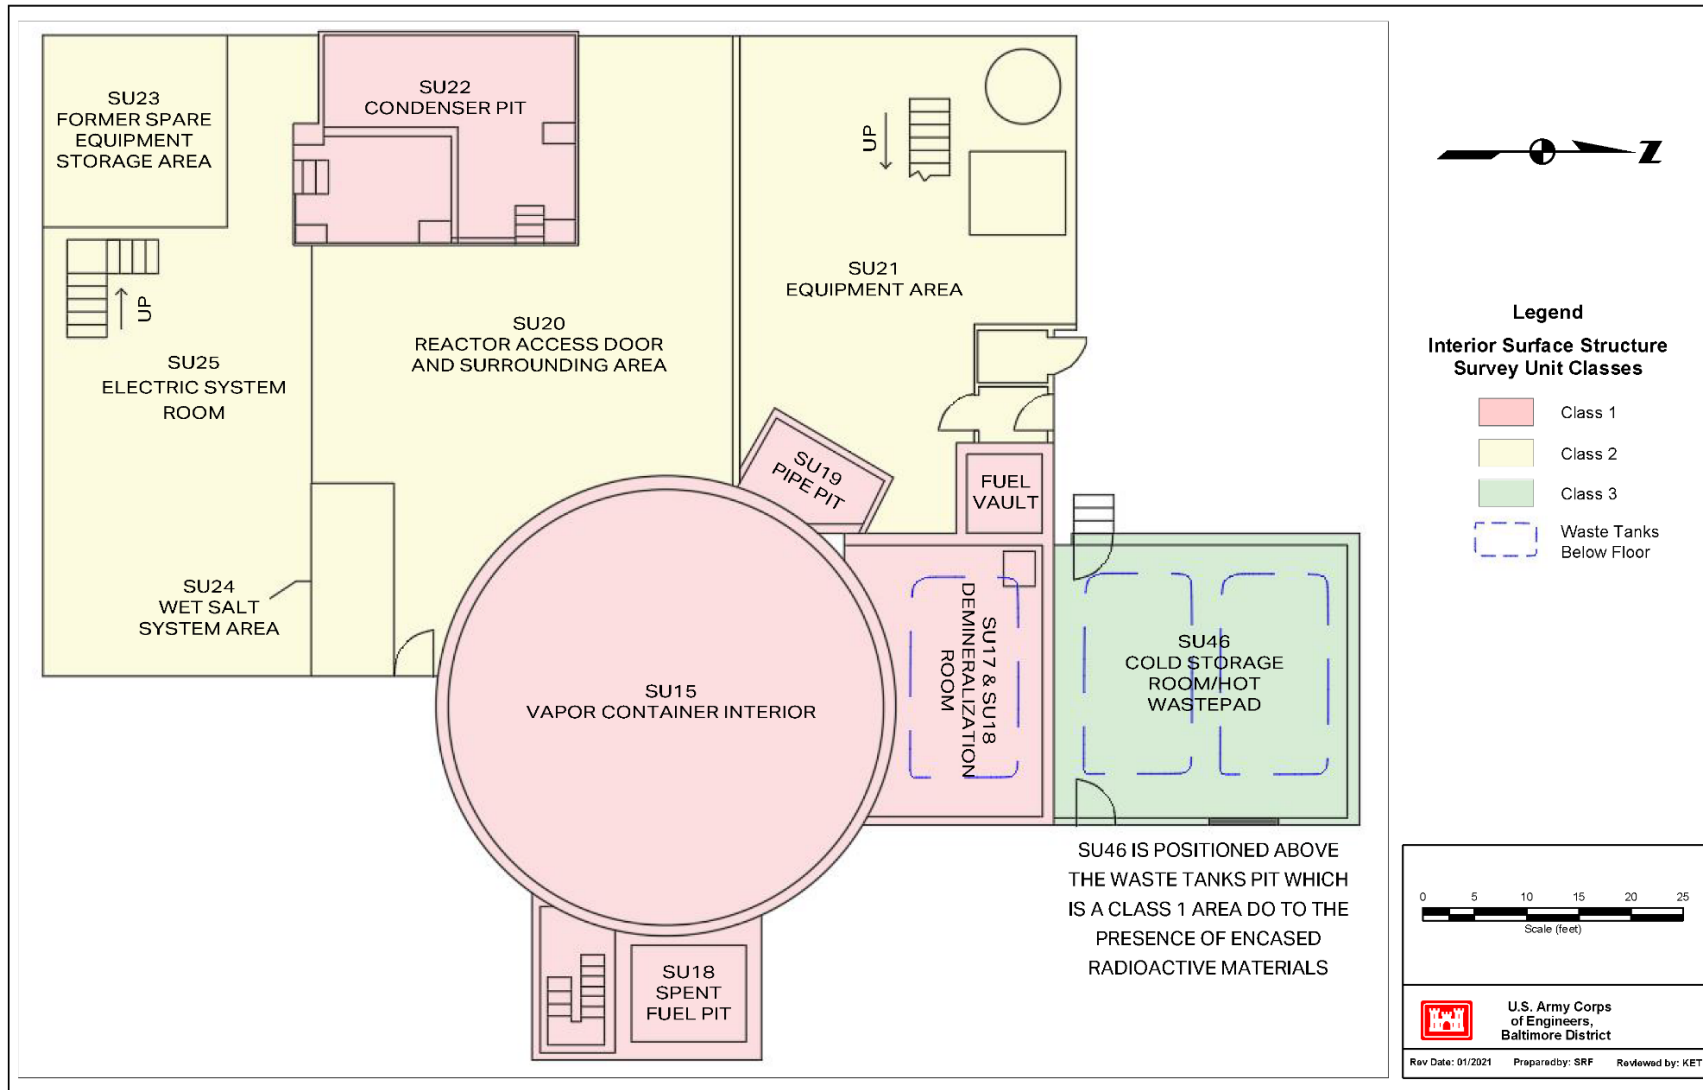 SU23
FORMER SPARE
EQUIPMENT
STORAGE AREA
SU22
CONDENSER PIT
UP
SU21
EQUIPMENT AREA
UP
SU20
REACTOR ACCESS DOOR
AND SURROUNDING AREA
SU25
ELECTRIC SYSTEM
ROOM
SU19
PIPE PIT
FUEL
VAULT
SU24
WET SALT
SYSTEM AREA
SU15
VAPOR CONTAINER INTERIOR
SU17 & SU18
DEMINERALIZATION
ROOM
SU46
COLD STORAGE
ROOM/HOT
WASTEPAD
SU46 IS POSITIONED ABOVE
THE WASTE TANKS PIT WHICH
IS A CLASS 1 AREA DO TO THE
PRESENCE OF ENCASED
RADIOACTIVE MATERIALS
SU18
SPENT
FUEL PIT
Z
Legend
Interior Surface Structure
Survey Unit Classes
Class 1
Class 2
Class 3
Waste Tanks
Below Floor
0 5 10 15 20 25
Scale (feet)
U.S. Army Corps
of Engineers,
Baltimore District
Rev Date: 01/2021 Preparedby: SRF Reviewed by: KET